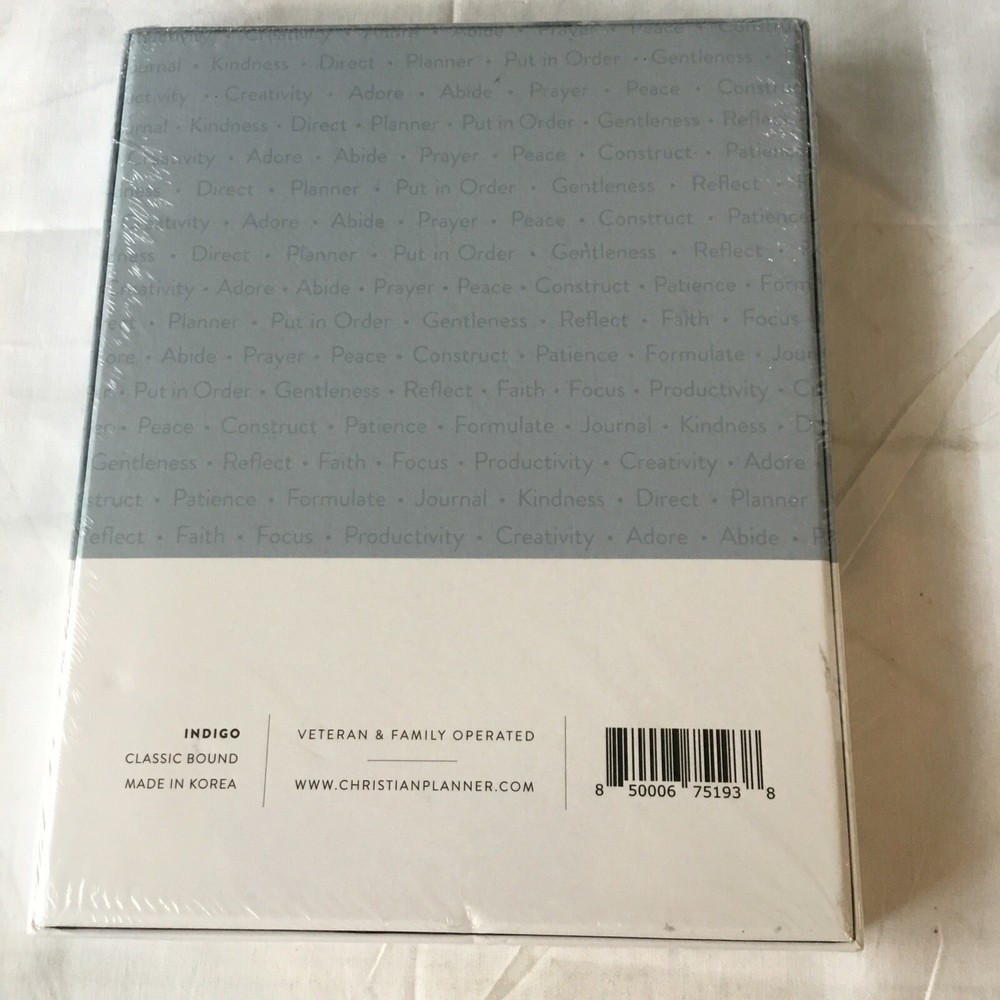 Creativity • Adore • Abide • Prayer • Peace
Kindness • Direct • Planner • Put in Order • Gentleness •
• Creativity • Adore • Abide • Prayer • Peace •
• Kindness • Direct • Planner • Put in Order • Gentleness •
• Adore • Abide • Prayer • Peace • Construct •
• Direct • Planner • Put in Order • Gentleness • Reflect •
• Adore • Abide • Prayer • Peace • Construct • Patience
• Direct • Planner • Put in Order • Gentleness • Reflect •
• Adore • Abide • Prayer • Peace • Construct • Patience •
• Planner • Put in Order • Gentleness • Reflect • Faith • Focus
• Abide • Prayer • Peace • Construct • Patience • Formulate •
• Put in Order • Gentleness • Reflect • Faith • Focus • Productivity •
• Peace • Construct • Patience • Formulate • Journal • Kindness •
Gentleness • Reflect • Faith • Focus • Productivity • Creativity • Adore
• Patience • Formulate • Journal • Kindness • Direct • Planner
• Faith • Focus • Productivity • Creativity • Adore • Abide •
INDIGO
CLASSIC BOUND
MADE IN KOREA
VETERAN & FAMILY OPERATED
WWW.CHRISTIANPLANNER.COM
8 50006 75193 8